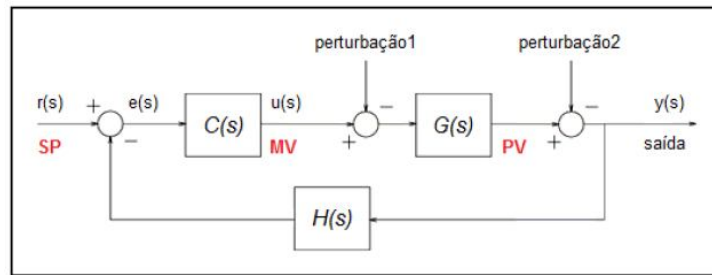 perturbação1 perturbação2
r(s) + e(s) u(s) − − y(s)
C(s) G(s)
SP − MV + PV + saída
H(s)